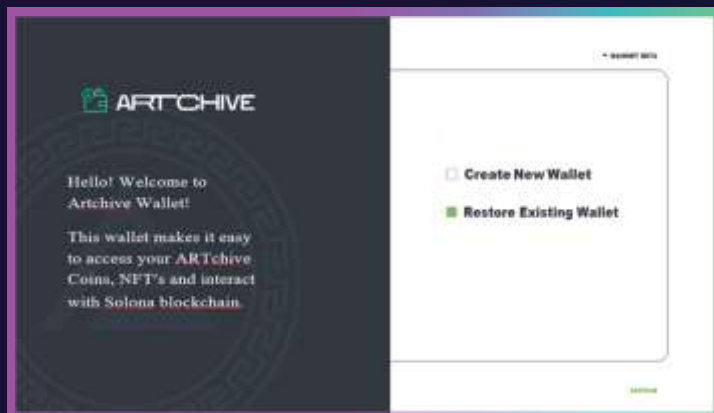 ARTCHIVE
Hello! Welcome to
Artchive Wallet!
This wallet makes it easy
to access your ARTchive
Coins, NFT's and interact
with Solona blockchain.
Create New Wallet
Restore Existing Wallet